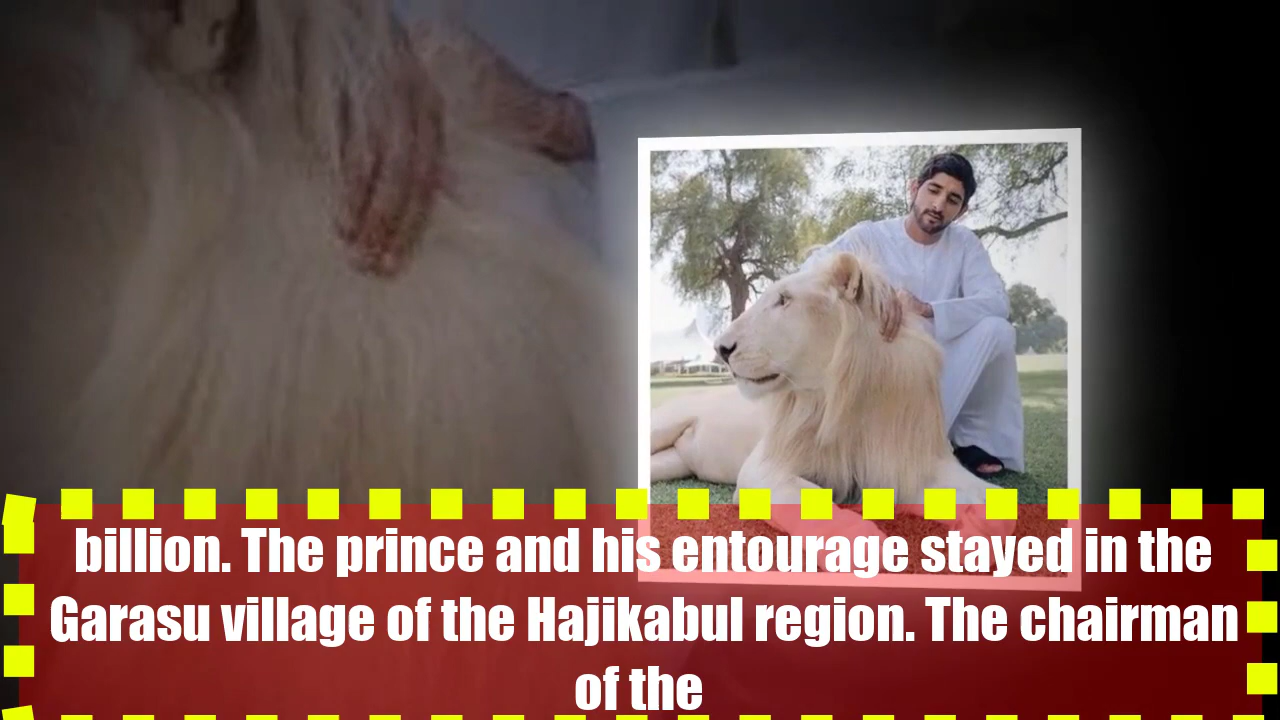 billion. The prince and his entourage stayed in the
Garasu village of the Hajikabul region. The chairman
of the